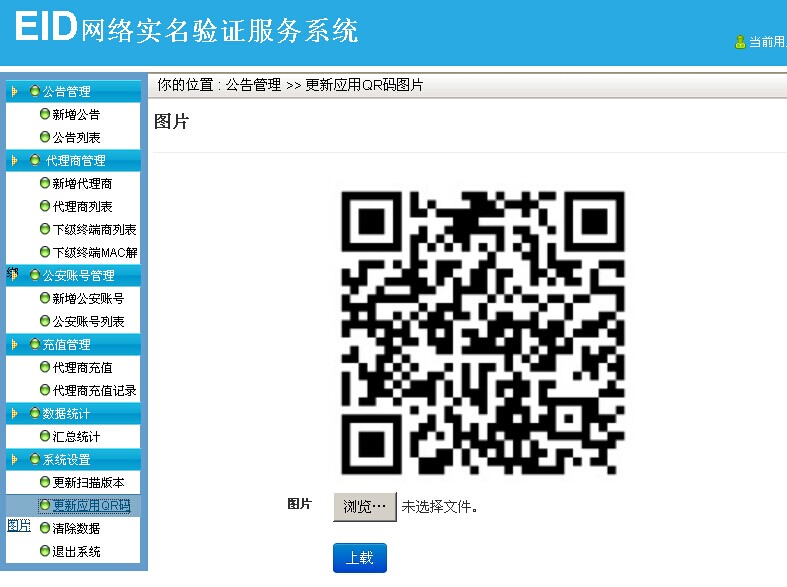 EID网络实名验证服务系统
当前用
你的位置：公告管理 >> 更新应用QR码图片
公告管理
新增公告
公告列表
代理商管理
新增代理商
代理商列表
下级终端商列表
下级终端MAC解
绑
公安账号管理
新增公安账号
公安账号列表
充值管理
代理商充值
代理商充值记录
数据统计
汇总统计
系统设置
更新扫描版本
更新应用QR码
图片
清除数据
退出系统
图片
图片
浏览…
未选择文件。
上载